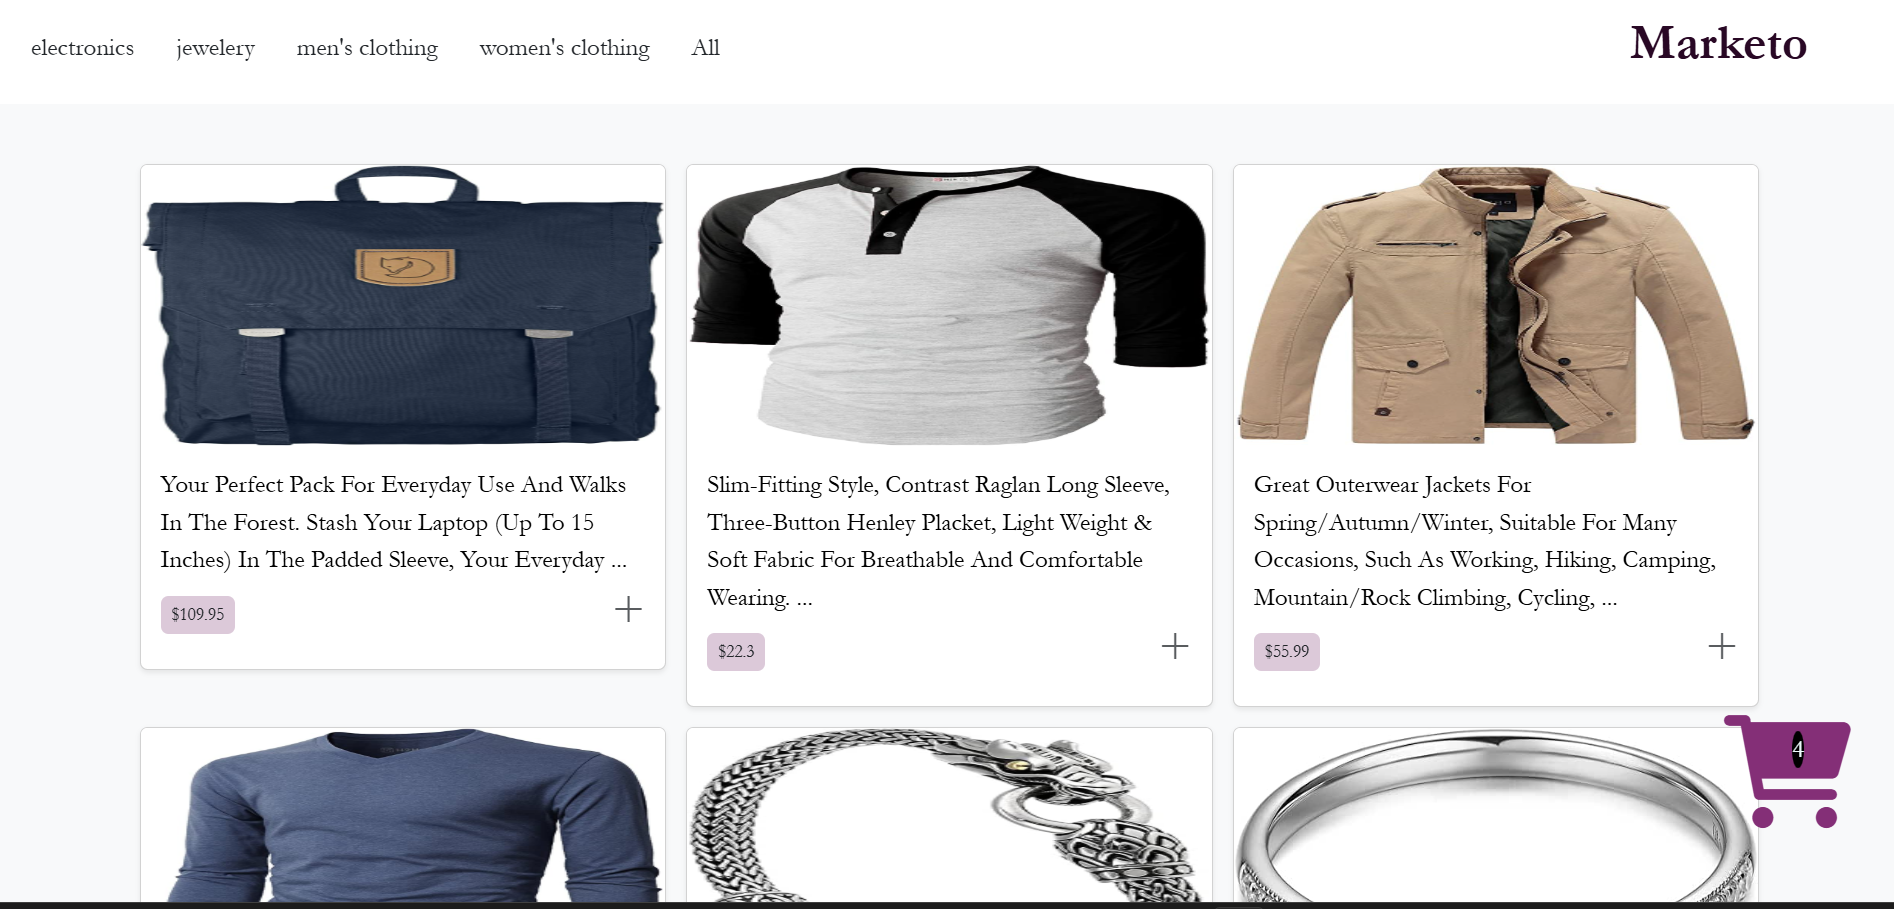 electronics jewelery men's clothing women's clothing All
Marketo
Your Perfect Pack For Everyday Use And Walks
In The Forest. Stash Your Laptop (Up To 15
Inches) In The Padded Sleeve, Your Everyday ...
$109.95
Slim-Fitting Style, Contrast Raglan Long Sleeve,
Three-Button Henley Placket, Light Weight &
Soft Fabric For Breathable And Comfortable
Wearing. ...
$22.3
Great Outerwear Jackets For
Spring/Autumn/Winter, Suitable For Many
Occasions, Such As Working, Hiking, Camping,
Mountain/Rock Climbing, Cycling, ...
$55.99
4